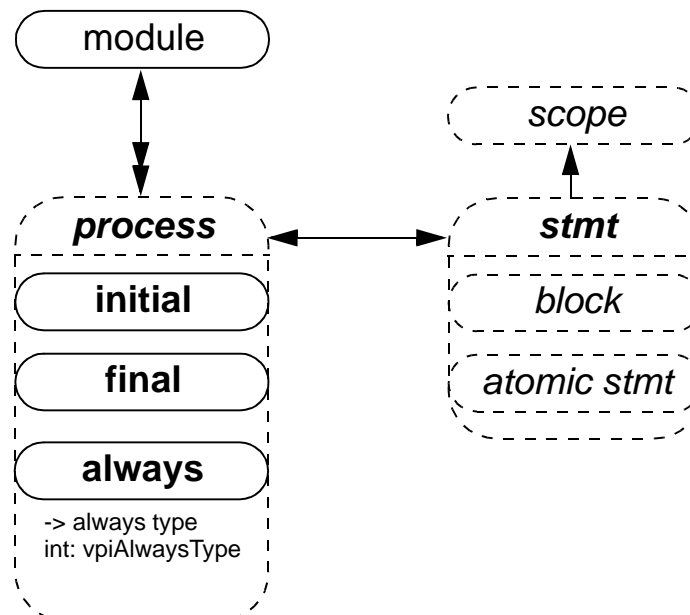 module
scope
process
stmt
initial
block
final
atomic stmt
always
-> always type
int: vpiAlwaysType